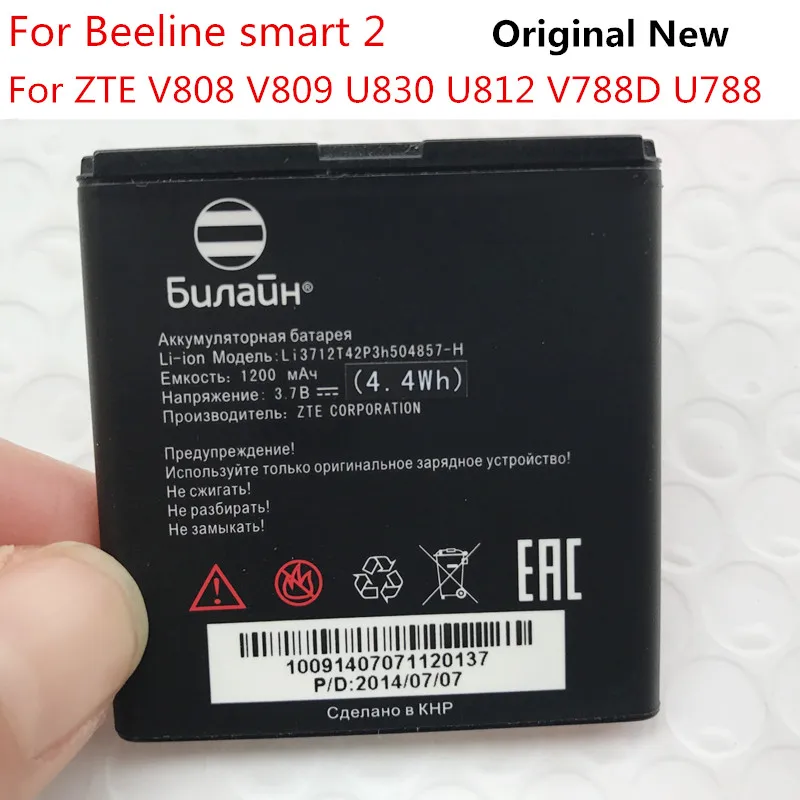 For Beeline smart 2 Original New
For ZTE V808 V809 U830 U812 V788D U788
Билайн®
Аккумуляторная батарея
Li-ion Модель: Li3712T42P3h504857-H
Емкость: 1200 мАч (4.4Wh)
Напряжение: 3.7В
Производитель: ZTE CORPORATION
Предупреждение!
Используйте только оригинальное зарядное устройство!
Не сжигать!
Не разбирать!
Не замыкать!
EAC
10091407071120137
P/D:2014/07/07
Сделано в КНР